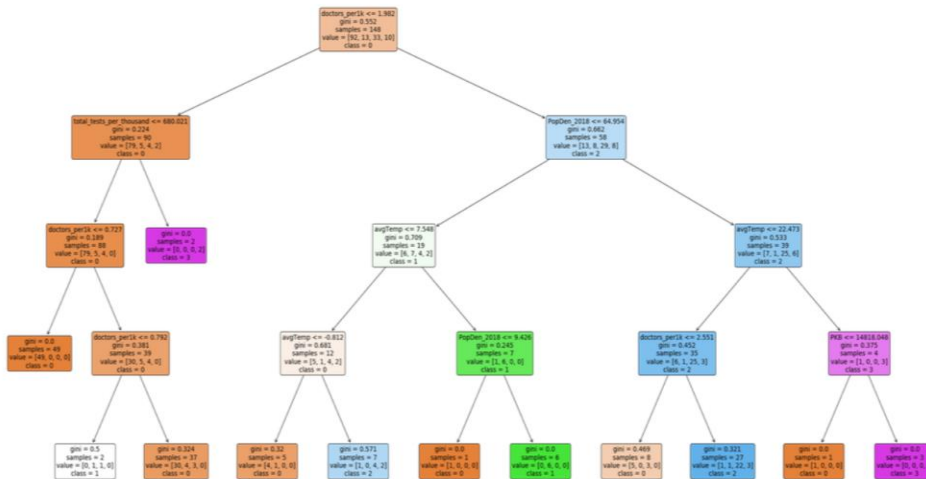 doctors_per1k <= 1.982
gini = 0.552
samples = 148
value = [92, 13, 33, 10]
class = 0
total_tests_per_thousand <= 680.021
gini = 0.224
samples = 90
value = [79, 5, 4, 2]
class = 0
PopDen_2018 <= 64.954
gini = 0.662
samples = 58
value = [13, 8, 29, 8]
class = 2
doctors_per1k <= 0.727
gini = 0.189
samples = 88
value = [79, 5, 4, 0]
class = 0
gini = 0.0
samples = 2
value = [0, 0, 0, 2]
class = 3
avgTemp <= 7.548
gini = 0.709
samples = 19
value = [6, 7, 4, 2]
class = 1
avgTemp <= 22.473
gini = 0.533
samples = 39
value = [7, 1, 25, 6]
class = 2
gini = 0.0
samples = 49
value = [49, 0, 0, 0]
class = 0
doctors_per1k <= 0.792
gini = 0.381
samples = 39
value = [30, 5, 4, 0]
class = 0
avgTemp <= -0.812
gini = 0.681
samples = 12
value = [5, 1, 4, 2]
class = 0
PopDen_2018 <= 9.426
gini = 0.245
samples = 7
value = [1, 6, 0, 0]
class = 1
doctors_per1k <= 2.551
gini = 0.452
samples = 35
value = [6, 1, 25, 3]
class = 2
PKB <= 14818.048
gini = 0.375
samples = 4
value = [1, 0, 0, 3]
class = 3
gini = 0.5
samples = 2
value = [0, 1, 1, 0]
class = 1
gini = 0.324
samples = 37
value = [30, 4, 3, 0]
class = 0
gini = 0.32
samples = 5
value = [4, 1, 0, 0]
class = 0
gini = 0.571
samples = 7
value = [1, 0, 4, 2]
class = 2
gini = 0.0
samples = 1
value = [1, 0, 0, 0]
class = 0
gini = 0.0
samples = 6
value = [0, 6, 0, 0]
class = 1
gini = 0.469
samples = 8
value = [5, 0, 3, 0]
class = 0
gini = 0.321
samples = 27
value = [1, 1, 22, 3]
class = 2
gini = 0.0
samples = 1
value = [1, 0, 0, 0]
class = 0
gini = 0.0
samples = 3
value = [0, 0, 0,
class = 3